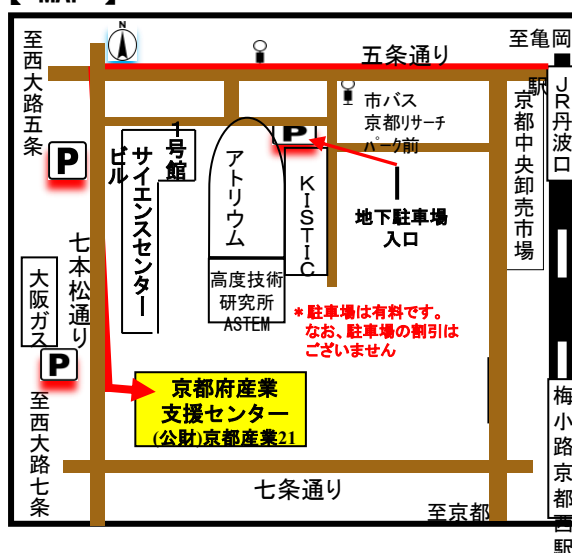 【 MAP 】
N
至西大路五条
五条通り
至亀岡
市バス
京都リサーチ
パーク前
京都中央卸売市場
JR丹波口駅
P
P
1号館
サイエンスセンタービル
アトリウム
KISTIC
地下駐車場
入口
七本松通り
大阪ガス
高度技術
研究所
ASTEM
*駐車場は有料です。
なお、駐車場の割引は
ございません
P
京都府産業
支援センター
(公財)京都産業21
至西大路七条
七条通り
至京都
梅小路京都西駅